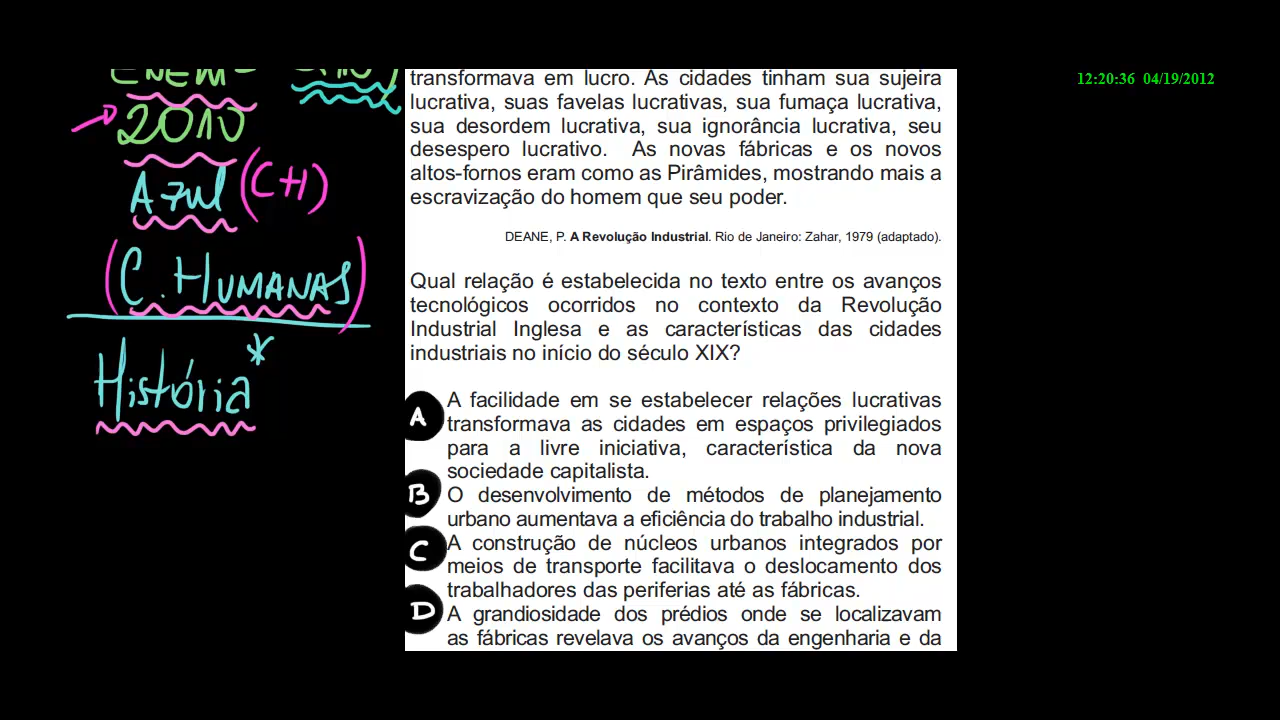 ENEM-
2010
Azul (CH)
(C. HUMANAS)
História*
12:20:36 04/19/2012
transformava em lucro. As cidades tinham sua sujeira
lucrativa, suas favelas lucrativas, sua fumaça lucrativa,
sua desordem lucrativa, sua ignorância lucrativa, seu
desespero lucrativo. As novas fábricas e os novos
altos-fornos eram como as Pirâmides, mostrando mais a
escravização do homem que seu poder.
DEANE, P. A Revolução Industrial. Rio de Janeiro: Zahar, 1979 (adaptado).
Qual relação é estabelecida no texto entre os avanços
tecnológicos ocorridos no contexto da Revolução
Industrial Inglesa e as características das cidades
industriais no início do século XIX?
A A facilidade em se estabelecer relações lucrativas
transformava as cidades em espaços privilegiados
para a livre iniciativa, característica da nova
sociedade capitalista.
B O desenvolvimento de métodos de planejamento
urbano aumentava a eficiência do trabalho industrial.
C A construção de núcleos urbanos integrados por
meios de transporte facilitava o deslocamento dos
trabalhadores das periferias até as fábricas.
D A grandiosidade dos prédios onde se localizavam
as fábricas revelava os avanços da engenharia e da